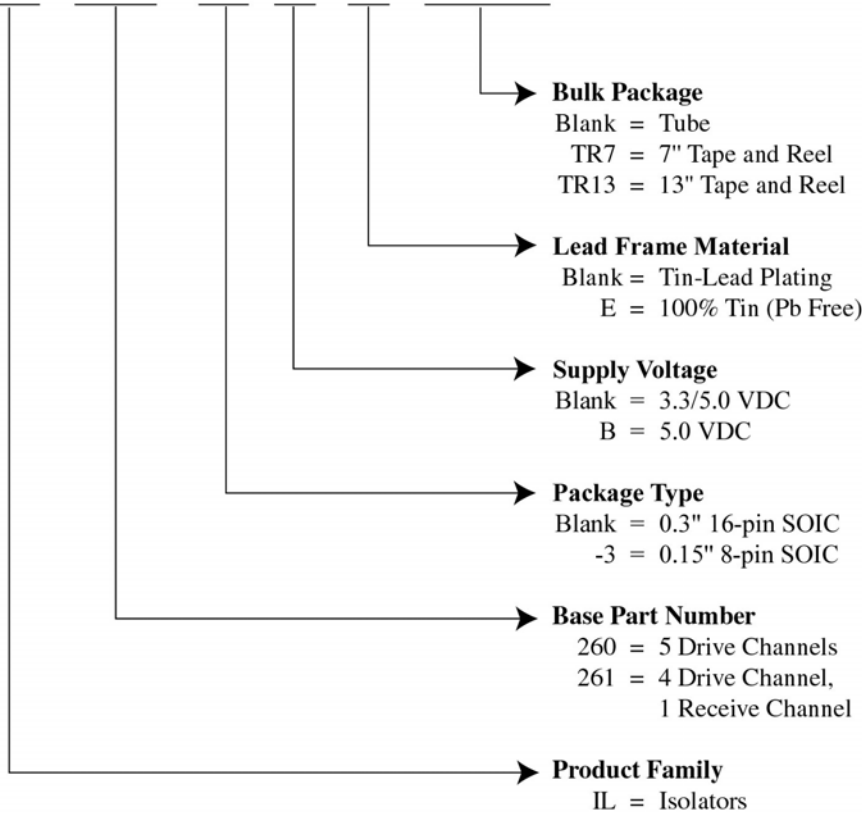 Bulk Package
Blank = Tube
TR7 = 7" Tape and Reel
TR13 = 13" Tape and Reel
Lead Frame Material
Blank = Tin-Lead Plating
E = 100% Tin (Pb Free)
Supply Voltage
Blank = 3.3/5.0 VDC
B = 5.0 VDC
Package Type
Blank = 0.3" 16-pin SOIC
-3 = 0.15" 8-pin SOIC
Base Part Number
260 = 5 Drive Channels
261 = 4 Drive Channel,
1 Receive Channel
Product Family
IL = Isolators